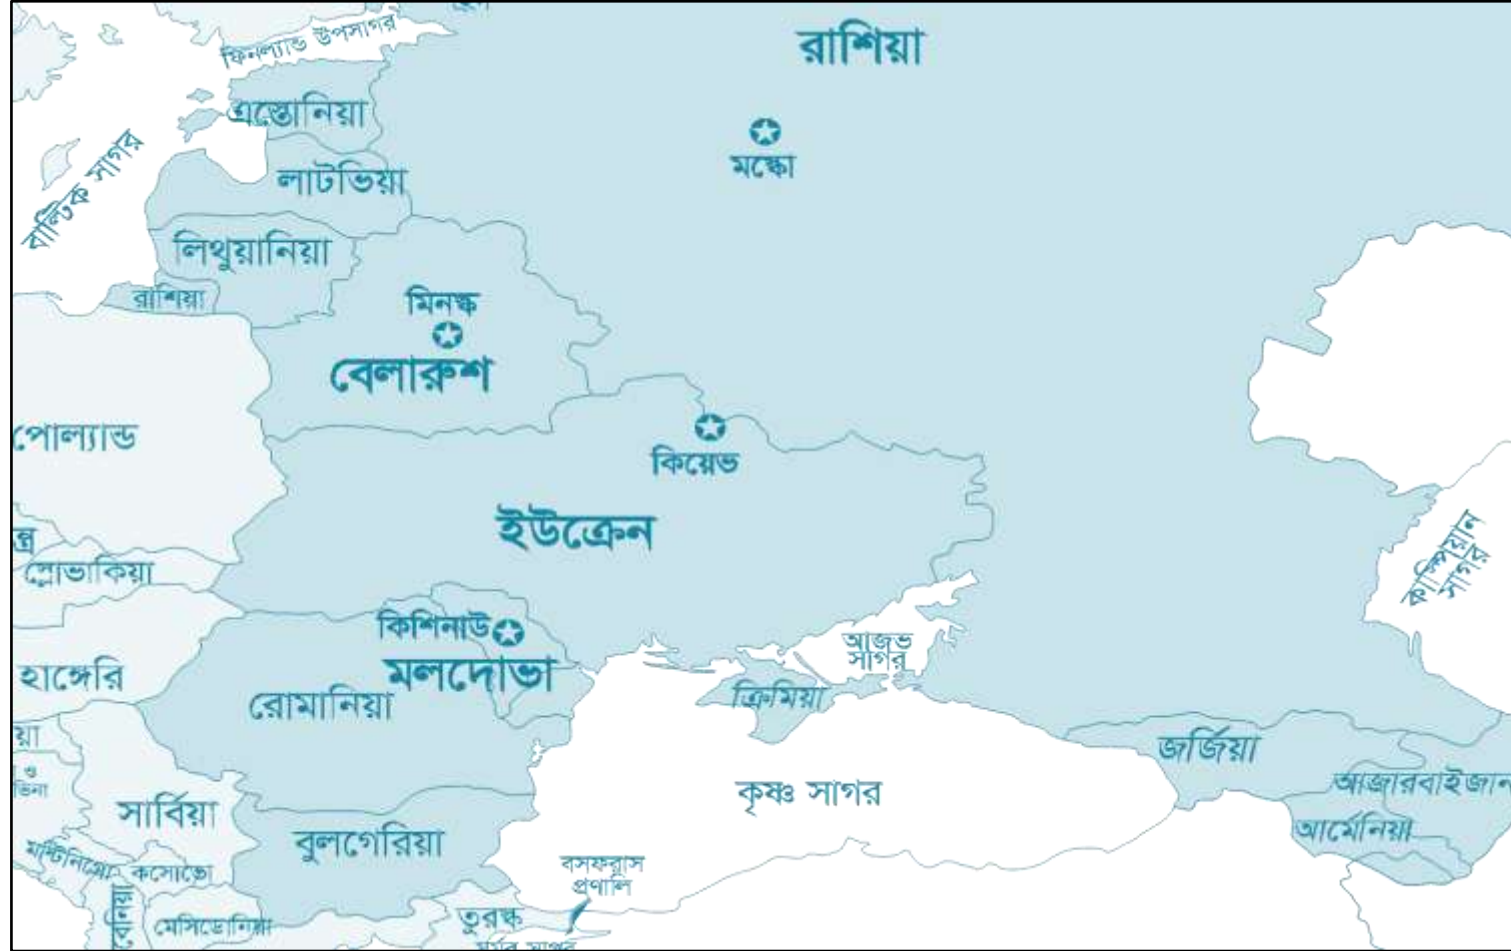 ফিনল্যান্ড উপসাগর
রাশিয়া
এস্তোনিয়া
মস্কো
বাল্টিক সাগর
লাটভিয়া
লিথুয়ানিয়া
রাশিয়া
মিনস্ক
বেলারুশ
পোল্যান্ড
কিয়েভ
ইউক্রেন
স্লোভাকিয়া
কাস্পিয়ান
সাগর
কিশিনাউ
মলদোভা
আজভ
সাগর
হাঙ্গেরি
রোমানিয়া
ক্রিমিয়া
জর্জিয়া
কৃষ্ণ সাগর
আজারবাইজান
সার্বিয়া
আর্মেনিয়া
বুলগেরিয়া
মন্টিনিগ্রো
কসোভো
বসফরাস
প্রণালি
মেসিডোনিয়া
তুরস্ক